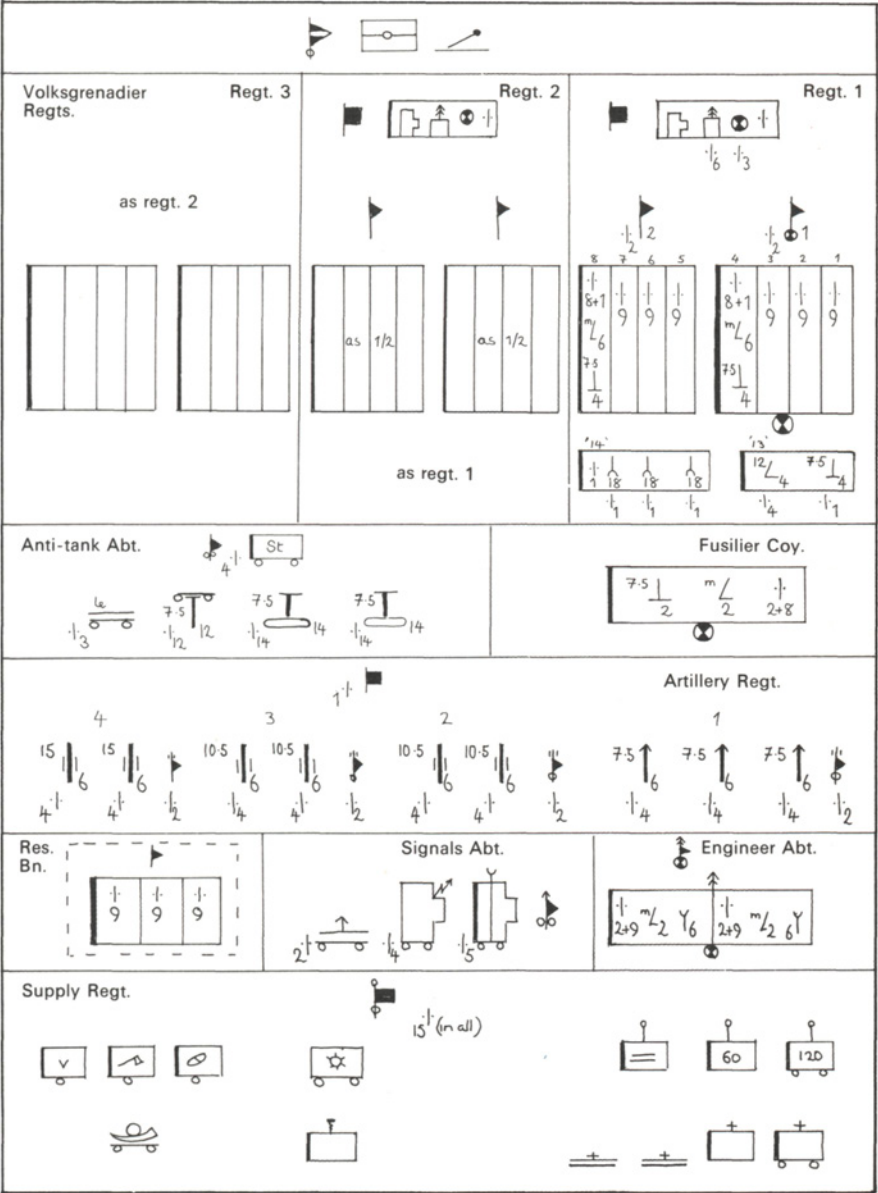 Volksgrenadier
Regts.
Regt. 3
Regt. 2
Regt. 1
as regt. 2
6 3
2 2
2 1
8 7 6 5
4 3 2 1
8+1 9 9 9
m 6
7.5
4
8+1 9 9 9
m 6
7.5
4
as 1/2
as 1/2
as regt. 1
'14'
1 18 18 18
1 1 1
'13'
12 4 7.5 4
4 1
Anti-tank Abt.
4
St
le
3
7.5
12 12
7.5
14 14
7.5
14 14
Fusilier Coy.
7.5 2 m 2 2+8
1
Artillery Regt.
4 3 2 1
15 6 15 6 10.5 6 10.5 6 10.5 6 10.5 6 7.5 6 7.5 6 7.5 6
4 4 2 4 4 2 4 4 2 4 4 4 2
Res.
Bn.
9 9 9
Signals Abt.
2 4 5
Engineer Abt.
2+9 m 2 6 2+9 m 2 6
Supply Regt.
15 (in all)
V
60
120